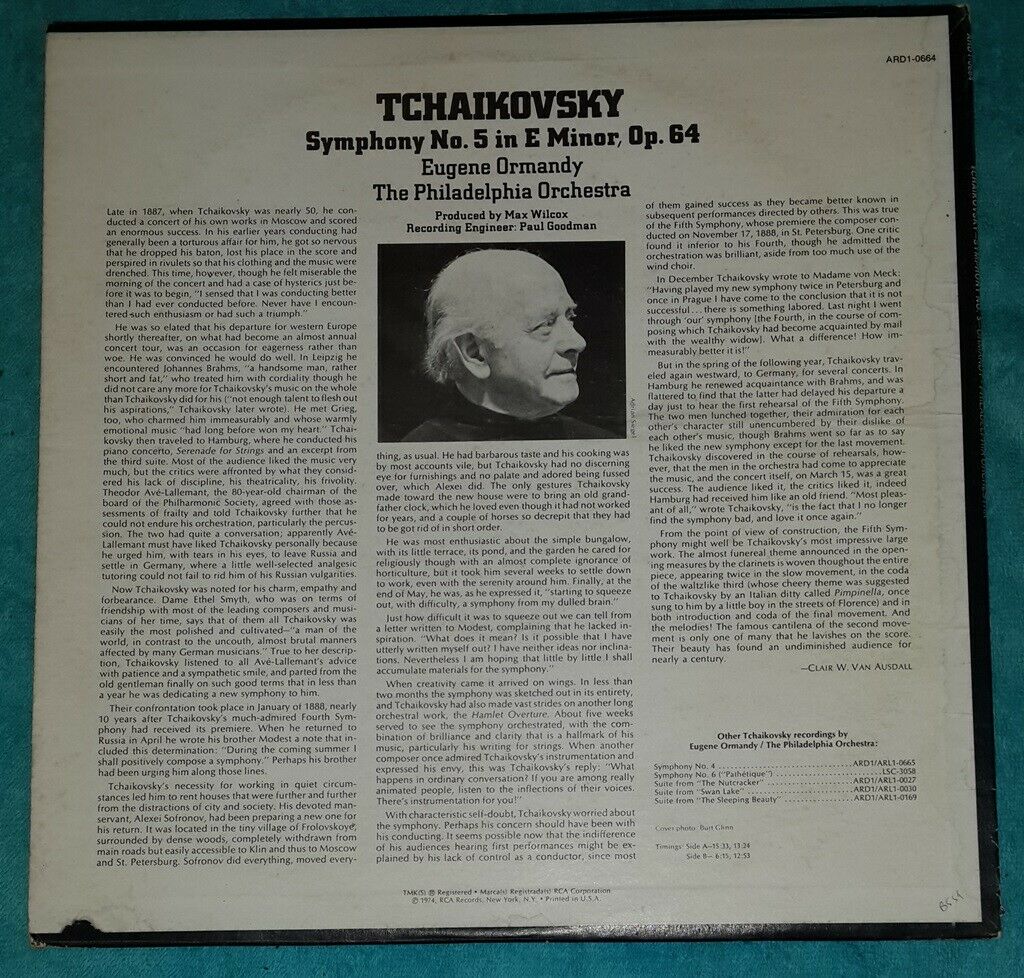 ARD1-0664
TCHAIKOVSKY
Symphony No. 5 in E Minor, Op. 64
Eugene Ormandy
The Philadelphia Orchestra
Produced by Max Wilcox
Recording Engineer: Paul Goodman
Late in 1887, when Tchaikovsky was nearly 50, he con-
ducted a concert of his own works in Moscow and scored
an enormous success. In his earlier years conducting had
generally been a torturous affair for him, he got so nervous
that he dropped his baton, lost his place in the score and
perspired in rivulets so that his clothing and the music were
drenched. This time, however, though he felt miserable the
morning of the concert and had a case of hysterics just be-
fore it was to begin, "I sensed that I was conducting better
than I had ever conducted before. Never have I encoun-
tered such enthusiasm or had such a triumph."
He was so elated that his departure for western Europe
shortly thereafter, on what had become an almost annual
concert tour, was an occasion for eagerness rather than
woe. He was convinced he would do well. In Leipzig he
encountered Johannes Brahms, "a handsome man, rather
short and fat," who treated him with cordiality though he
did not care any more for Tchaikovsky's music on the whole
than Tchaikovsky did for his ("not enough talent to flesh out
his aspirations," Tchaikovsky later wrote). He met Grieg,
too, who charmed him immeasurably and whose warmly
emotional music "had long before won my heart." Tchai-
kovsky then traveled to Hamburg, where he conducted his
piano concerto, Serenade for Strings and an excerpt from
the third suite. Most of the audience liked the music very
much, but the critics were affronted by what they consid-
ered his lack of discipline, his theatricality, his frivolity.
Theodor Avé-Lallemant, the 80-year-old chairman of the
board of the Philharmonic Society, agreed with those as-
sessments of frailty and told Tchaikovsky further that he
could not endure his orchestration, particularly the percus-
sion. The two had quite a conversation; apparently Avé-
Lallemant must have liked Tchaikovsky personally because
he urged him, with tears in his eyes, to leave Russia and
settle in Germany, where a little well-selected analgesic
tutoring could not fail to rid him of his Russian vulgarities.
Now Tchaikovsky was noted for his charm, empathy and
forbearance. Dame Ethel Smyth, who was on terms of
friendship with most of the leading composers and musi-
cians of her time, says that of them all Tchaikovsky was
easily the most polished and cultivated—"a man of the
world, in contrast to the uncouth, almost brutal manners
affected by many German musicians." True to her descrip-
tion, Tchaikovsky listened to all Avé-Lallemant's advice
with patience and a sympathetic smile, and parted from the
old gentleman finally on such good terms that in less than
a year he was dedicating a new symphony to him.
Their confrontation took place in January of 1888, nearly
10 years after Tchaikovsky's much-admired Fourth Sym-
phony had received its premiere. When he returned to
Russia in April he wrote his brother Modest a note that in-
cluded this determination: "During the coming summer I
shall positively compose a symphony." Perhaps his brother
had been urging him along those lines.
Tchaikovsky's necessity for working in quiet circum-
stances led him to rent houses that were further and further
from the distractions of city and society. His devoted man-
servant, Alexei Sofronov, had been preparing a new one for
his return. It was located in the tiny village of Frolovskoye,
surrounded by dense woods, completely withdrawn from
main roads but easily accessible to Klin and thus to Moscow
and St. Petersburg. Sofronov did everything, moved every-
thing, as usual. He had barbarous taste and his cooking was
by most accounts vile, but Tchaikovsky had no discerning
eye for furnishings and no palate and adored being fussed
over, which Alexei did. The only gestures Tchaikovsky
made toward the new house were to bring an old grand-
father clock, which he loved even though it had not worked
for years, and a couple of horses so decrepit that they had
to be got rid of in short order.
He was most enthusiastic about the simple bungalow,
with its little terrace, its pond, and the garden he cared for
religiously though with an almost complete ignorance of
horticulture, but it took him several weeks to settle down
to work, even with the serenity around him. Finally, at the
end of May, he was, as he expressed it, "starting to squeeze
out, with difficulty, a symphony from my dulled brain."
Just how difficult it was to squeeze out we can tell from
a letter written to Modest, complaining that he lacked in-
spiration. "What does it mean? Is it possible that I have
utterly written myself out? I have neither ideas nor inclina-
tions. Nevertheless I am hoping that little by little I shall
accumulate materials for the symphony."
When creativity came it arrived on wings. In less than
two months the symphony was sketched out in its entirety,
and Tchaikovsky had also made vast strides on another long
orchestral work, the Hamlet Overture. About five weeks
served to see the symphony orchestrated, with the com-
bination of brilliance and clarity that is a hallmark of his
music, particularly his writing for strings. When another
composer once admired Tchaikovsky's instrumentation and
expressed his envy, this was Tchaikovsky's reply: "What
happens in ordinary conversation? If you are among really
animated people, listen to the inflections of their voices.
There's instrumentation for you!"
With characteristic self-doubt, Tchaikovsky worried about
the symphony. Perhaps his concern should have been with
his conducting. It seems possible now that the indifference
of his audiences hearing first performances might be ex-
plained by his lack of control as a conductor, since most
of them gained success as they became better known in
subsequent performances directed by others. This was true
of the Fifth Symphony, whose premiere the composer con-
ducted on November 17, 1888, in St. Petersburg. One critic
found it inferior to his Fourth, though he admitted the
orchestration was brilliant, aside from too much use of the
wind choir.
In December Tchaikovsky wrote to Madame von Meck:
"Having played my new symphony twice in Petersburg and
once in Prague I have come to the conclusion that it is not
successful... there is something labored. Last night I went
through 'our' symphony [the Fourth, in the course of com-
posing which Tchaikovsky had become acquainted by mail
with the wealthy widow]. What a difference! How im-
measurably better it is!"
But in the spring of the following year, Tchaikovsky trav-
eled again westward, to Germany, for several concerts. In
Hamburg he renewed acquaintance with Brahms, and was
flattered to find that the latter had delayed his departure a
day just to hear the first rehearsal of the Fifth Symphony.
The two men lunched together, their admiration for each
other's character still unencumbered by their dislike of
each other's music, though Brahms went so far as to say
he liked the new symphony except for the last movement.
Tchaikovsky discovered in the course of rehearsals, how-
ever, that the men in the orchestra had come to appreciate
the music, and the concert itself, on March 15, was a great
success. The audience liked it, the critics liked it, indeed
Hamburg had received him like an old friend. "Most pleas-
ant of all," wrote Tchaikovsky, "is the fact that I no longer
find the symphony bad, and love it once again."
From the point of view of construction, the Fifth Sym-
phony might well be Tchaikovsky's most impressive large
work. The almost funereal theme announced in the open-
ing measures by the clarinets is woven thoughout the entire
piece, appearing twice in the slow movement, in the coda
of the waltzlike third (whose cheery theme was suggested
to Tchaikovsky by an Italian ditty called Pimpinella, once
sung to him by a little boy in the streets of Florence) and in
both introduction and coda of the final movement. And
the melodies! The famous cantilena of the second move-
ment is only one of many that he lavishes on the score.
Their beauty has found an undiminished audience for
nearly a century.
—CLAIR W. VAN AUSDALL
Other Tchaikovsky recordings by
Eugene Ormandy / The Philadelphia Orchestra:
Symphony No. 4 ........ ARD1/ARL1-0665
Symphony No. 6 ("Pathétique") ........ LSC-3058
Suite from "The Nutcracker" ........ ARD1/ARL1-0027
Suite from "Swan Lake" ........ ARD1/ARL1-0030
Suite from "The Sleeping Beauty" ........ ARD1/ARL1-0169
Cover photo: Burt Glinn
Timings: Side A—15:33, 13:24
Side B—6:15, 12:53
TMK(S) ® Registered • Marca(s) Registrada(s) RCA Corporation
© 1974, RCA Records, New York, N.Y. • Printed in U.S.A.